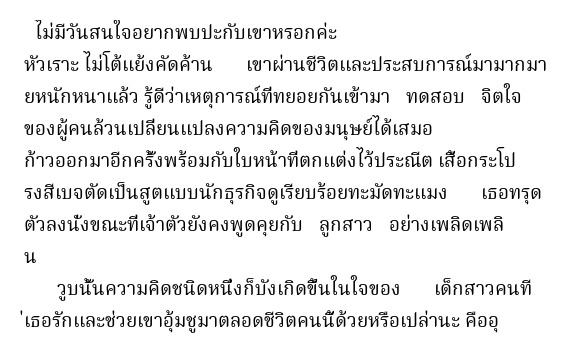 ไม่มีวันสนใจอยากพบปะกับเขาหรอกค่ะ
หัวเราะ ไม่โต้แย้งคัดค้าน เขาผ่านชีวิตและประสบการณ์มามากมา
ยหนักหนาแล้ว รู้ดีว่าเหตุการณ์ที่ทยอยกันเข้ามา ทดสอบ จิตใจ
ของผู้คนล้วนเปลี่ยนแปลงความคิดของมนุษย์ได้เสมอ
ก้าวออกมาอีกครั้งพร้อมกับใบหน้าที่ตกแต่งไว้ประณีต เสื้อกระโป
รงสีเบจตัดเป็นสูตแบบนักธุรกิจดูเรียบร้อยทะมัดทะแมง เธอทรุด
ตัวลงนั่งขณะที่เจ้าตัวยังคงพูดคุยกับ ลูกสาว อย่างเพลิดเพลิ
น
วูบนั้นความคิดชนิดหนึ่งก็บังเกิดขึ้นในใจของ เด็กสาวคนที
่เธอรักและช่วยเขาอุ้มชูมาตลอดชีวิตคนนี้ด้วยหรือเปล่านะ คืออุ